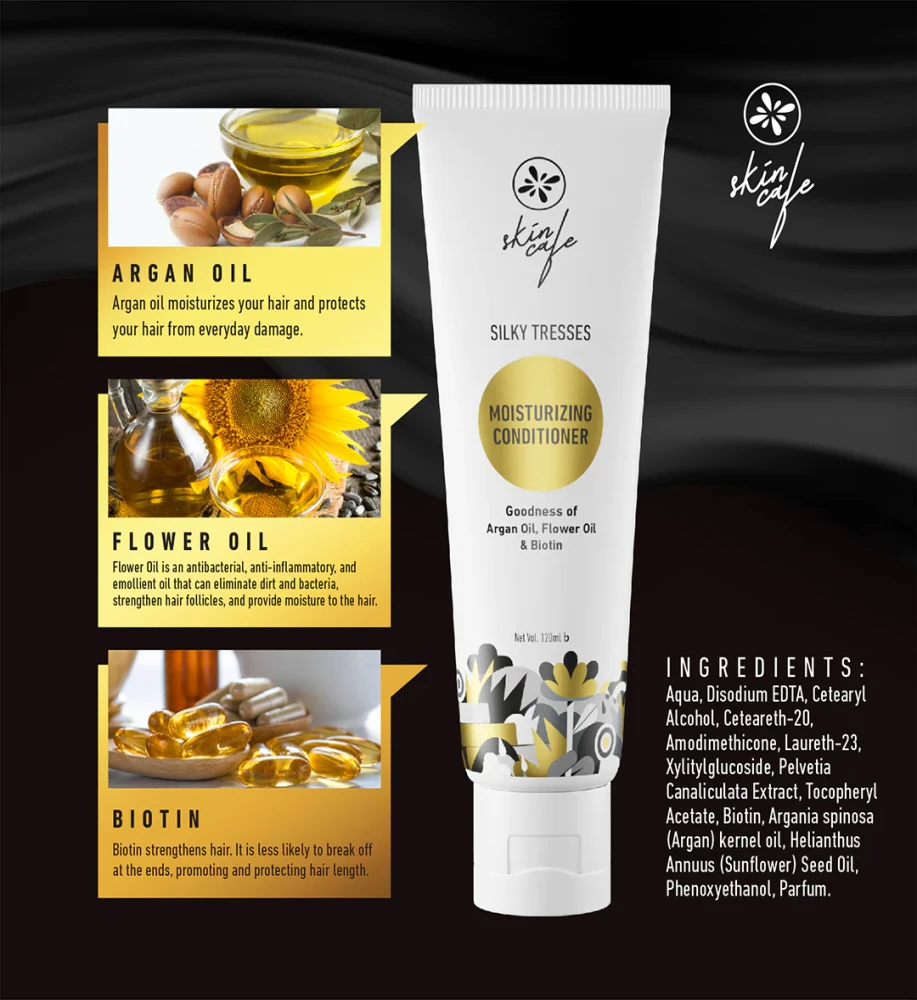 skin
cafe
ARGAN OIL
Argan oil moisturizes your hair and protects
your hair from everyday damage.
FLOWER OIL
Flower Oil is an antibacterial, anti-inflammatory, and
emollient oil that can eliminate dirt and bacteria,
strengthen hair follicles, and provide moisture to the hair.
BIOTIN
Biotin strengthens hair. It is less likely to break off
at the ends, promoting and protecting hair length.
skin
cafe
SILKY TRESSES
MOISTURIZING
CONDITIONER
Goodness of
Argan Oil, Flower Oil
& Biotin
Net Vol. 120ml b
INGREDIENTS:
Aqua, Disodium EDTA, Cetearyl
Alcohol, Ceteareth-20,
Amodimethicone, Laureth-23,
Xylitylglucoside, Pelvetia
Canaliculata Extract, Tocopheryl
Acetate, Biotin, Argania spinosa
(Argan) kernel oil, Helianthus
Annuus (Sunflower) Seed Oil,
Phenoxyethanol, Parfum.